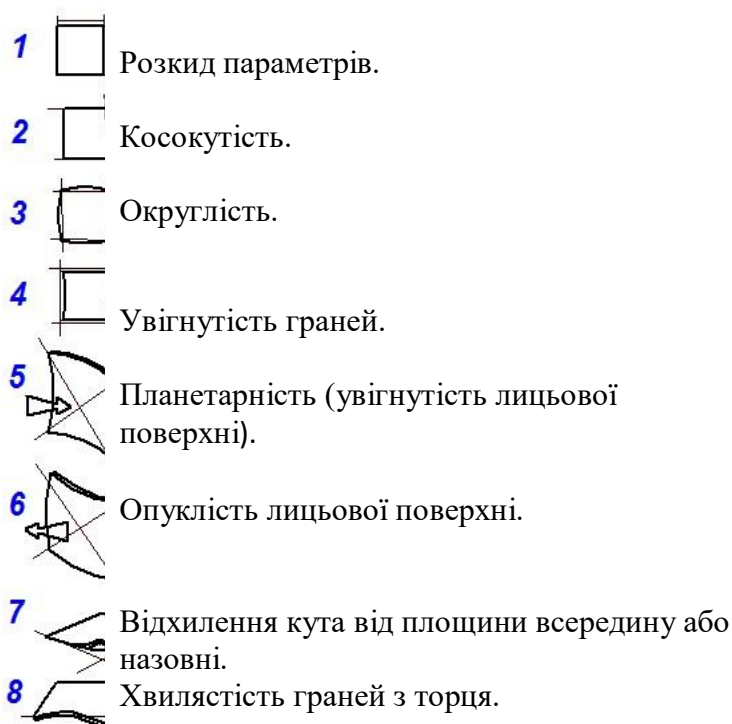 1 Розкид параметрів.
2 Косокутість.
3 Округлість.
4 Увігнутість граней.
5 Планетарність (увігнутість лицьової
поверхні).
6 Опуклість лицьової поверхні.
7 Відхилення кута від площини всередину або
назовні.
8 Хвилястість граней з торця.